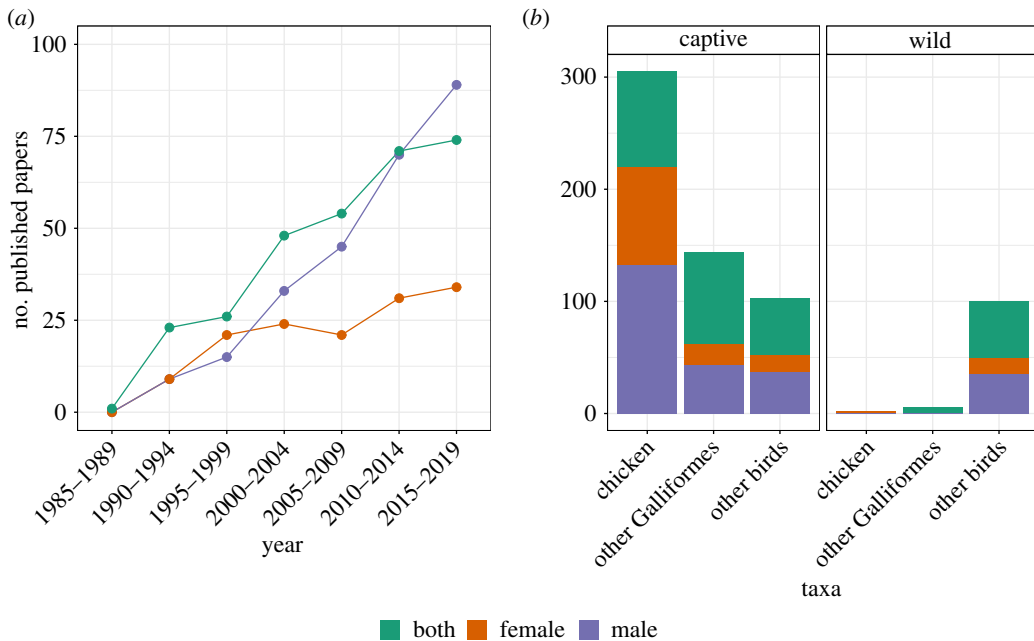 (a)
no. published papers
100
75
50
25
0
1985–1989
1990–1994
1995–1999
2000–2004
2005–2009
2010–2014
2015–2019
year
(b)
captive
wild
300
200
100
0
chicken
other Galliformes
other birds
chicken
other Galliformes
other birds
taxa
both female male